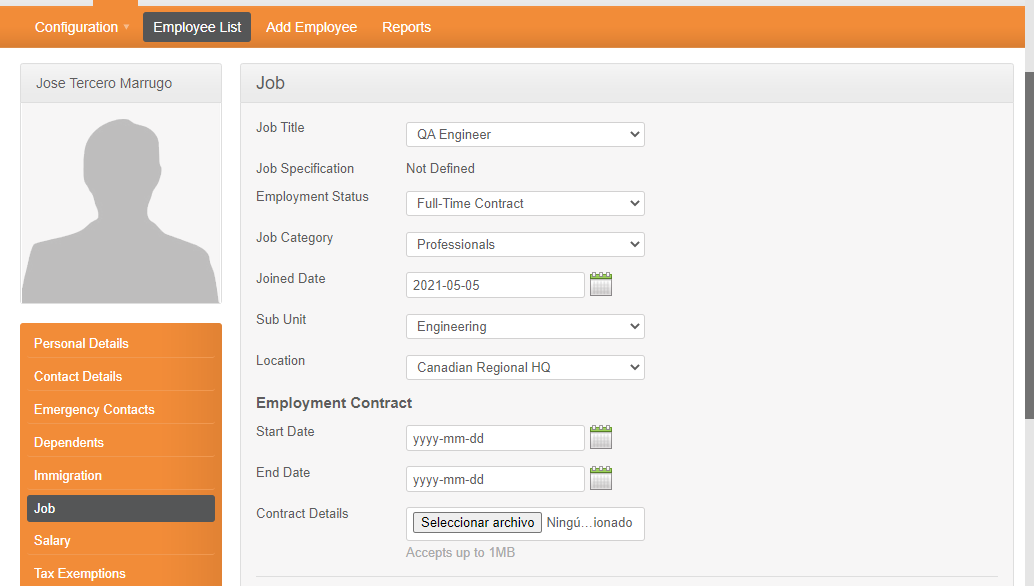 Configuration Employee List Add Employee Reports
Jose Tercero Marrugo
Personal Details
Contact Details
Emergency Contacts
Dependents
Immigration
Job
Salary
Tax Exemptions
Job
Job Title QA Engineer
Job Specification Not Defined
Employment Status Full-Time Contract
Job Category Professionals
Joined Date 2021-05-05
Sub Unit Engineering
Location Canadian Regional HQ
Employment Contract
Start Date yyyy-mm-dd
End Date yyyy-mm-dd
Contract Details Seleccionar archivo Ningú...ionado
Accepts up to 1MB